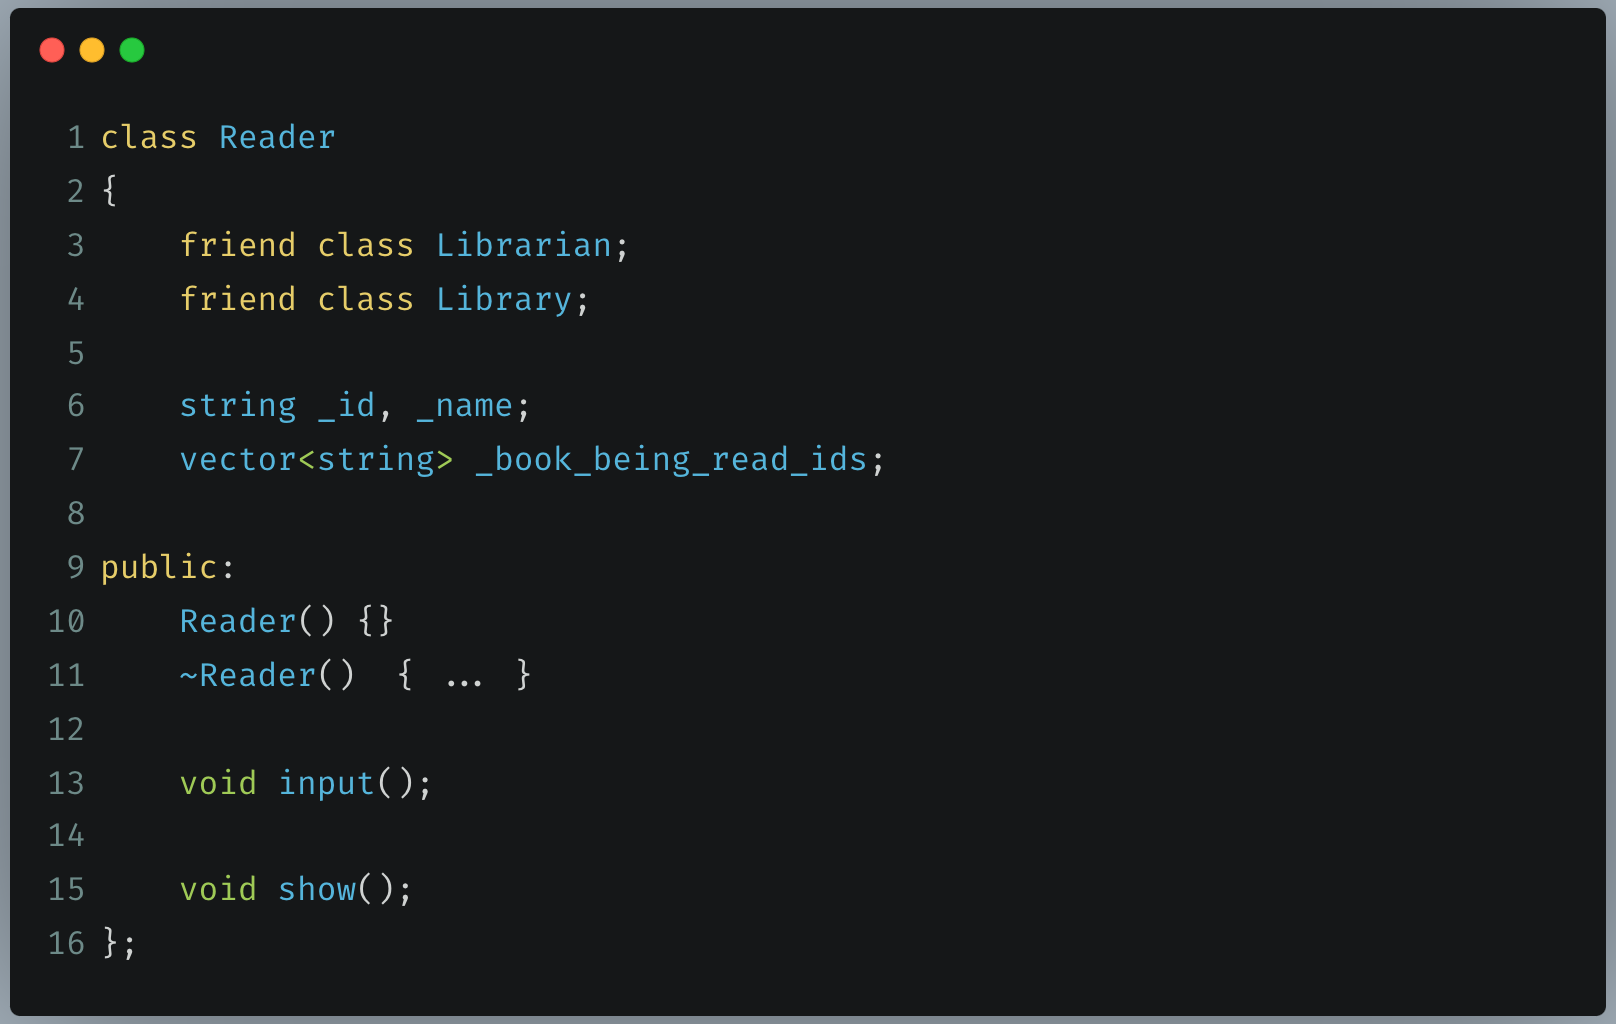 1 class Reader
2 {
3     friend class Librarian;
4     friend class Library;
5
6     string _id, _name;
7     vector<string> _book_being_read_ids;
8
9 public:
10     Reader() {}
11     ~Reader()  { ... }
12
13     void input();
14
15     void show();
16 };